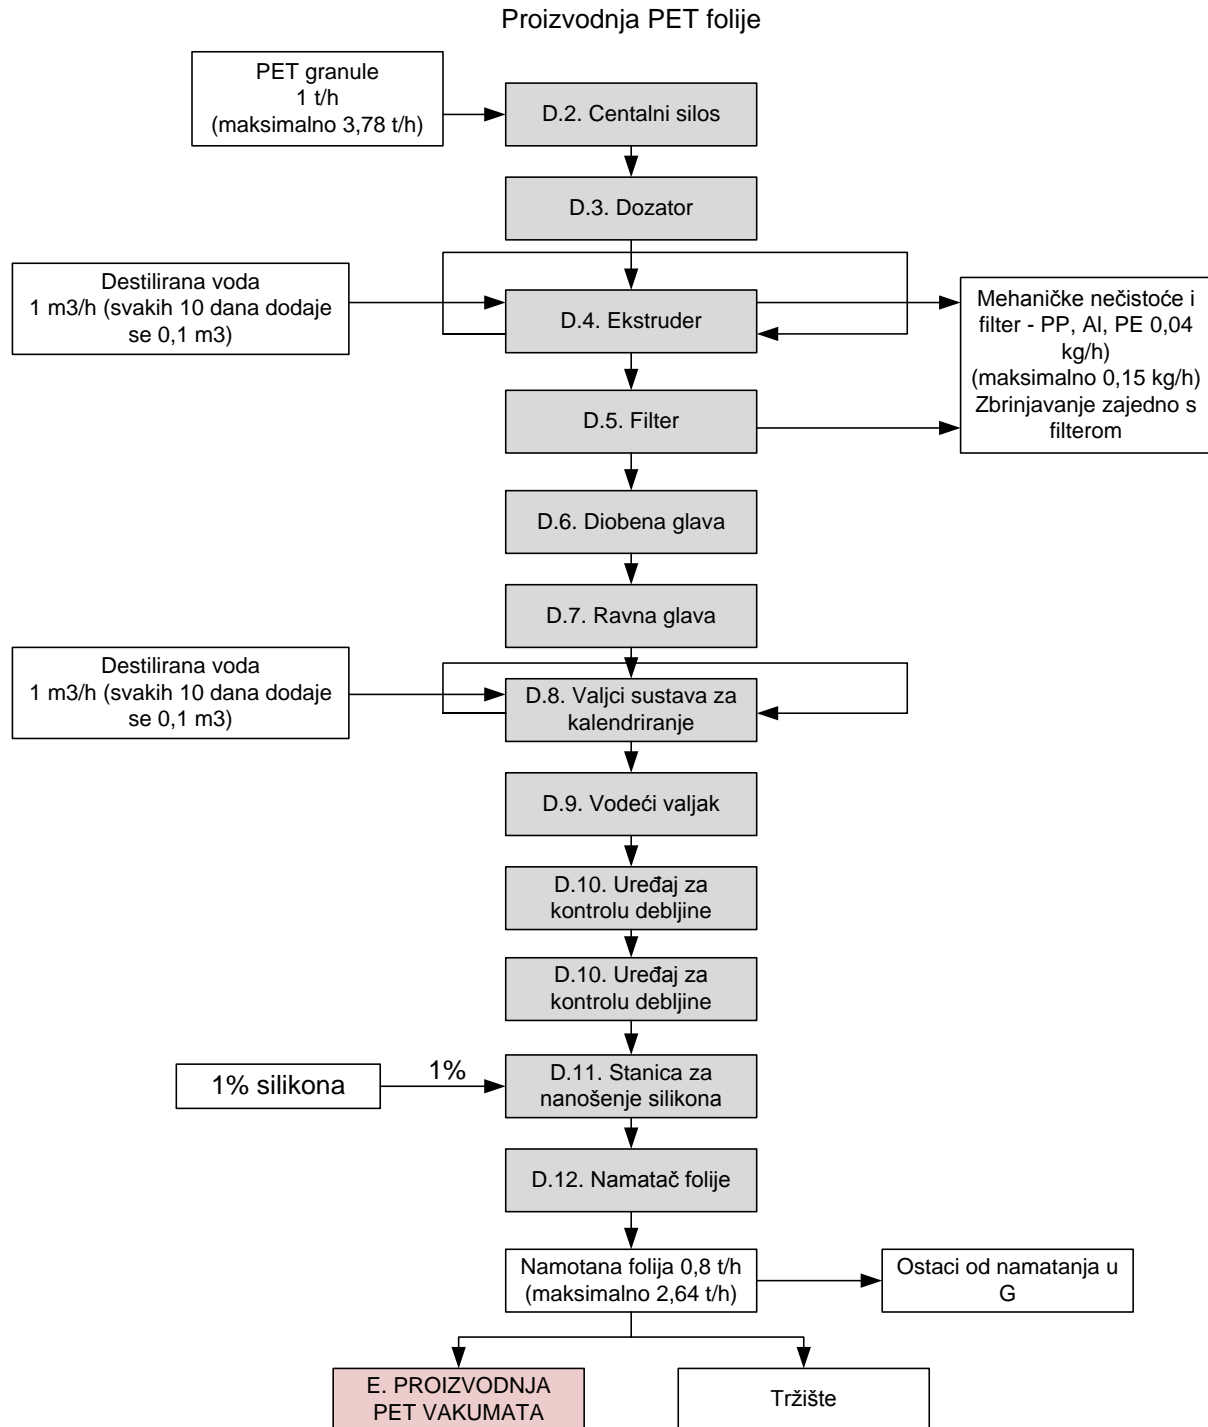 Proizvodnja PET folije
PET granule
1 t/h
(maksimalno 3,78 t/h)
D.2. Centalni silos
D.3. Dozator
Destilirana voda
1 m3/h (svakih 10 dana dodaje
se 0,1 m3)
D.4. Ekstruder
Mehaničke nečistoće i
filter - PP, Al, PE 0,04
kg/h)
(maksimalno 0,15 kg/h)
Zbrinjavanje zajedno s
filterom
D.5. Filter
D.6. Diobena glava
D.7. Ravna glava
Destilirana voda
1 m3/h (svakih 10 dana dodaje
se 0,1 m3)
D.8. Valjci sustava za
kalendriranje
D.9. Vodeći valjak
D.10. Uređaj za
kontrolu debljine
D.10. Uređaj za
kontrolu debljine
1% silikona
1%
D.11. Stanica za
nanošenje silikona
D.12. Namatač folije
Namotana folija 0,8 t/h
(maksimalno 2,64 t/h)
Ostaci od namatanja u
G
E. PROIZVODNJA
PET VAKUMATA
Tržište